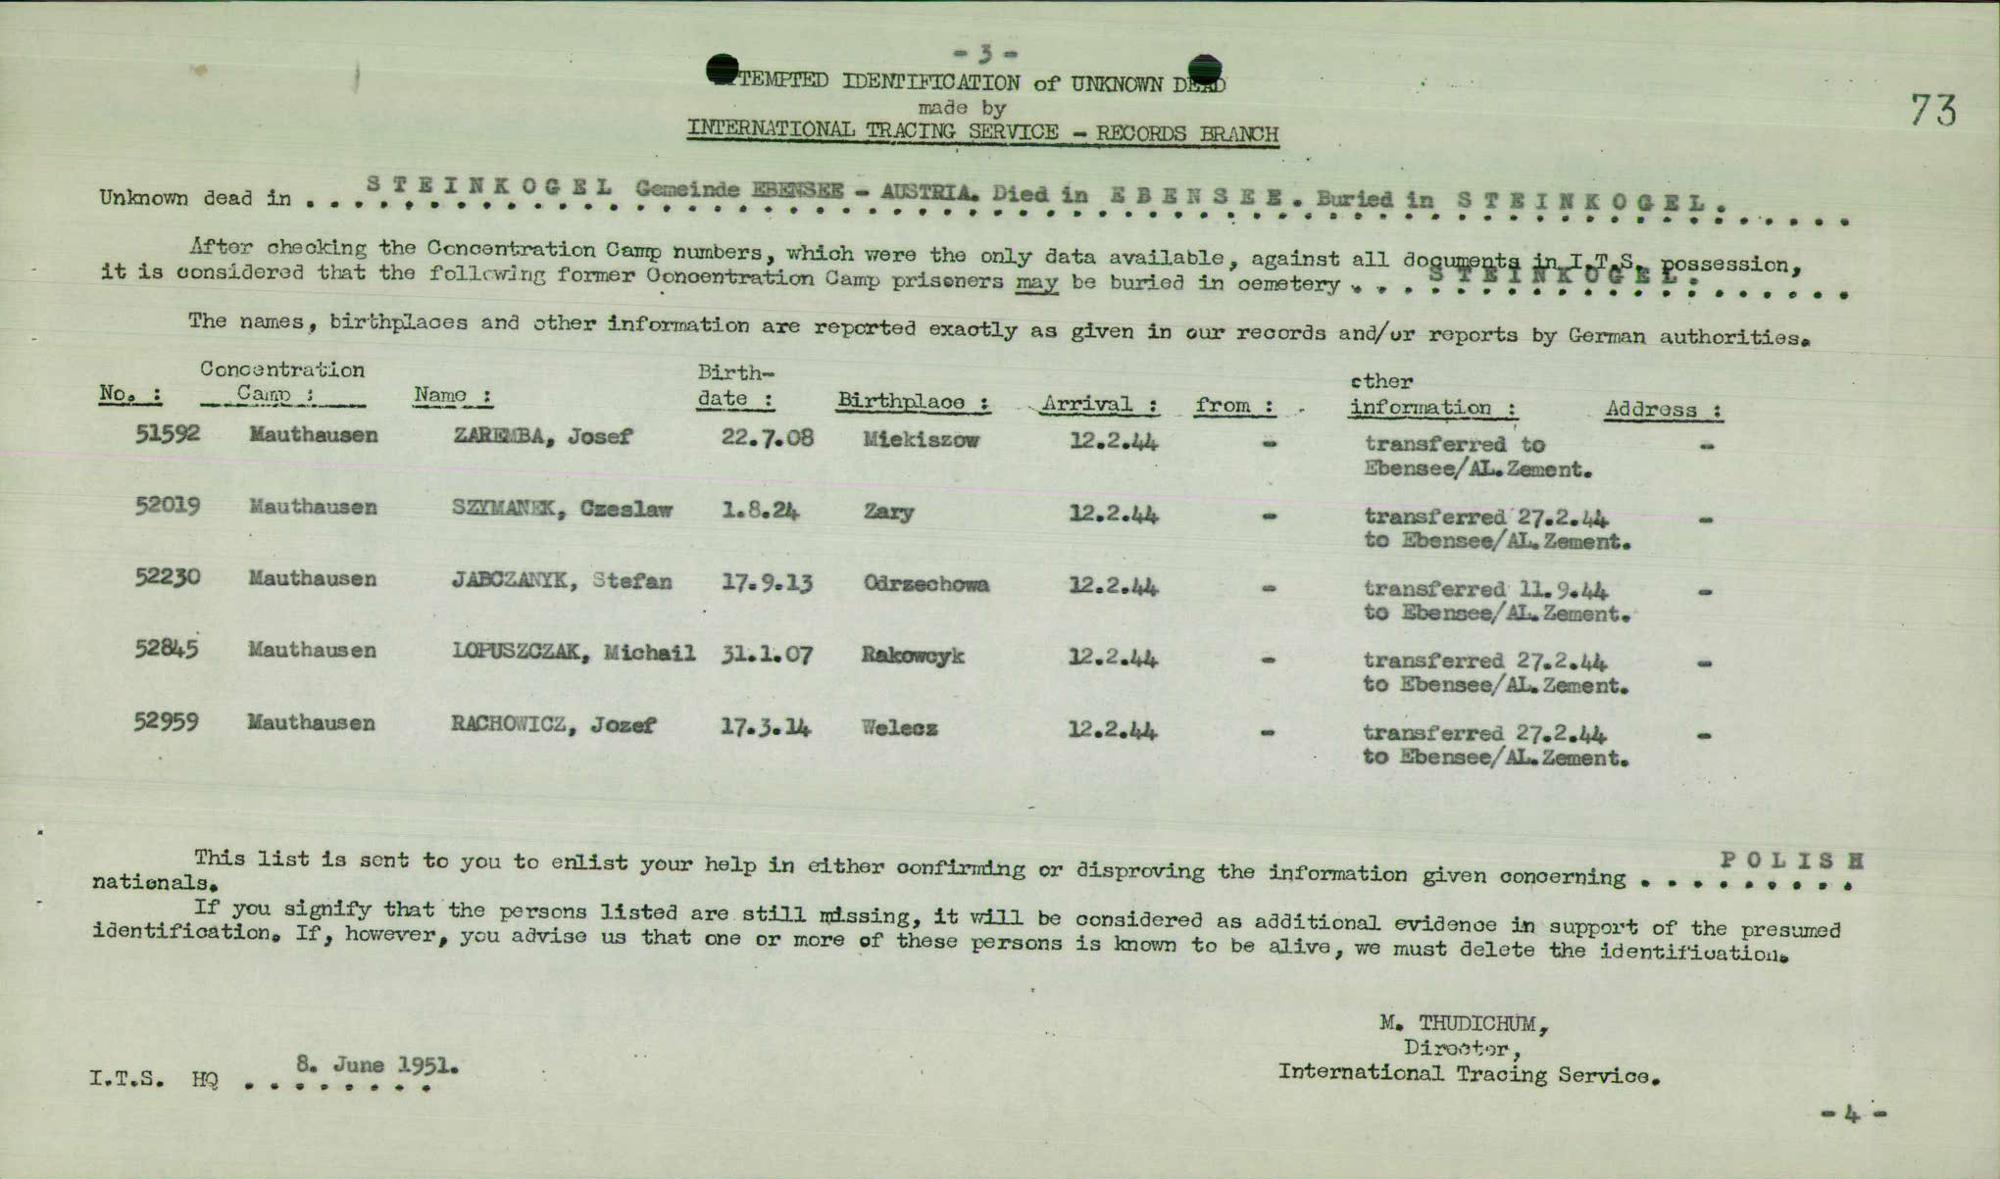 - 3 -
TEMPTED IDENTIFICATION of UNKNOWN DEAD
made by
INTERNATIONAL TRACING SERVICE - RECORDS BRANCH
73
Unknown dead in . . . S T E I N K O G E L Gemeinde EBENSEE - AUSTRIA. Died in E B E N S E E . Buried in S T E I N K O G E L .
After checking the Concentration Camp numbers, which were the only data available, against all documents in I.T.S. possession,
it is considered that the following former Concentration Camp prisoners may be buried in cemetery . . . S T E I N K O G E L .
The names, birthplaces and other information are reported exactly as given in our records and/or reports by German authorities.
No. : Concentration Camp : Name : Birth-date : Birthplace : Arrival : from : other information : Address :
51592 Mauthausen ZAREMBA, Josef 22.7.08 Miekiszow 12.2.44 - transferred to -
Ebensee/AL.Zement.
52019 Mauthausen SZYMANEK, Czeslaw 1.8.24 Zary 12.2.44 - transferred 27.2.44 -
to Ebensee/AL.Zement.
52230 Mauthausen JABCZANYK, Stefan 17.9.13 Odrzechowa 12.2.44 - transferred 11.9.44 -
to Ebensee/AL.Zement.
52845 Mauthausen LOPUSZCZAK, Michail 31.1.07 Rakowcyk 12.2.44 - transferred 27.2.44 -
to Ebensee/AL.Zement.
52959 Mauthausen RACHOWICZ, Jozef 17.3.14 Welecz 12.2.44 - transferred 27.2.44 -
to Ebensee/AL.Zement.
This list is sent to you to enlist your help in either confirming or disproving the information given concerning . P O L I S H
nationals.
If you signify that the persons listed are still missing, it will be considered as additional evidence in support of the presumed
identification. If, however, you advise us that one or more of these persons is known to be alive, we must delete the identification.
M. THUDICHUM,
Director,
International Tracing Service.
I.T.S. HQ 8. June 1951.
- 4 -